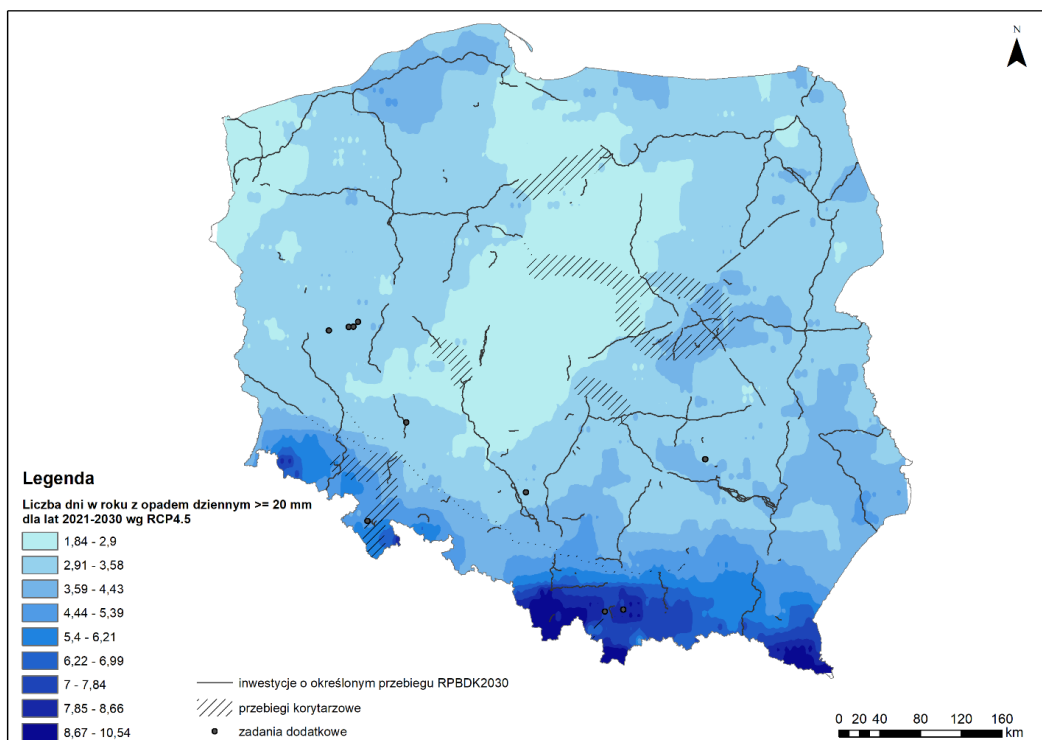 N
Legenda
Liczba dni w roku z opadem dziennym >= 20 mm
dla lat 2021-2030 wg RCP4.5
1,84 - 2,9
2,91 - 3,58
3,59 - 4,43
4,44 - 5,39
5,4 - 6,21
6,22 - 6,99
7 - 7,84
7,85 - 8,66
8,67 - 10,54
inwestycje o określonym przebiegu RPBDK2030
przebiegi korytarzowe
zadania dodatkowe
0 20 40 80 120 160
km